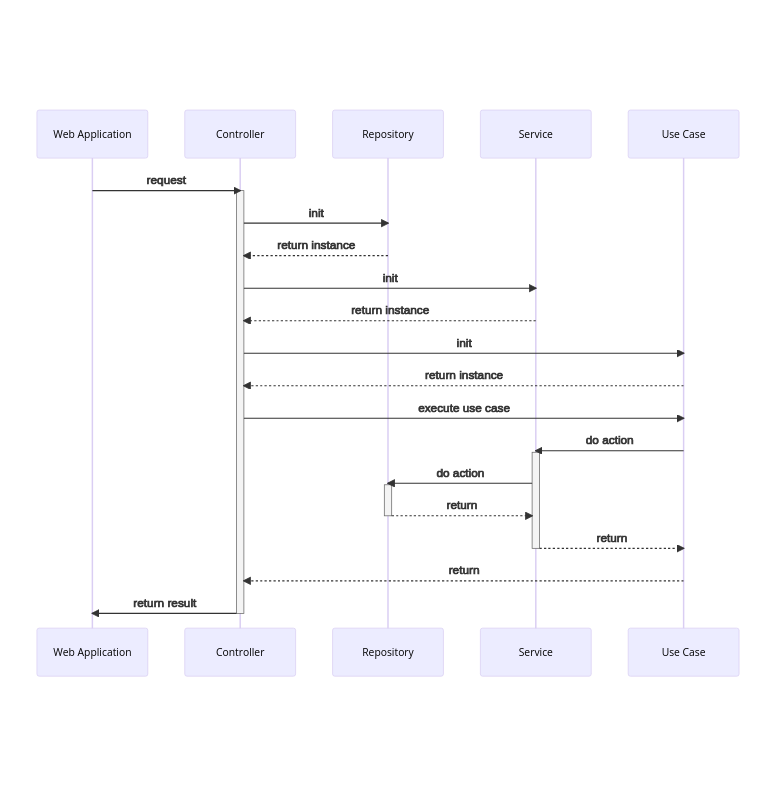 Web Application
Controller
Repository
Service
Use Case
request
init
return instance
init
return instance
init
return instance
execute use case
do action
do action
return
return
return
return result
Web Application
Controller
Repository
Service
Use Case